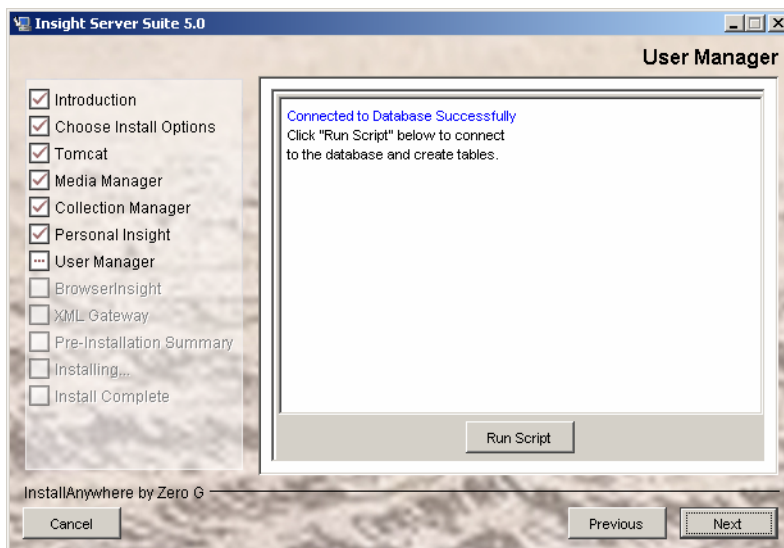 Insight Server Suite 5.0
User Manager
Introduction
Choose Install Options
Tomcat
Media Manager
Collection Manager
Personal Insight
User Manager
BrowserInsight
XML Gateway
Pre-Installation Summary
Installing...
Install Complete
Connected to Database Successfully
Click "Run Script" below to connect
to the database and create tables.
Run Script
InstallAnywhere by Zero G
Cancel
Previous
Next